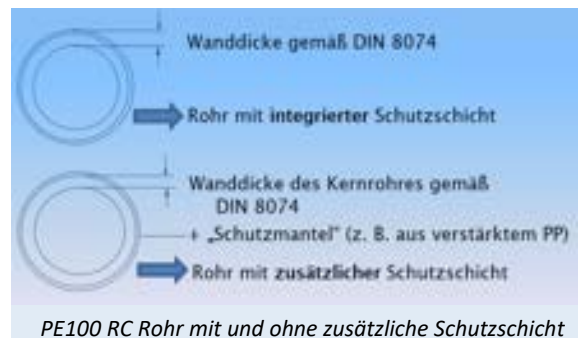 Wanddicke gemäß DIN 8074
Rohr mit integrierter Schutzschicht
Wanddicke des Kernrohres gemäß
DIN 8074
+ „Schutzmantel" (z. B. aus verstärktem PP)
Rohr mit zusätzlicher Schutzschicht
PE100 RC Rohr mit und ohne zusätzliche Schutzschicht